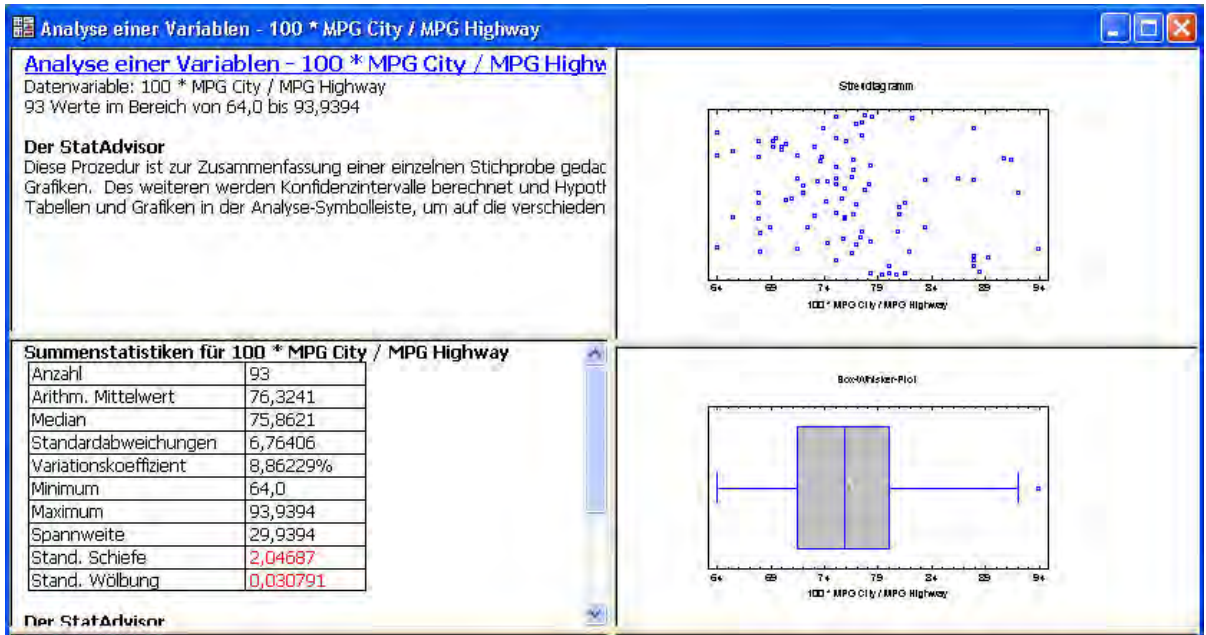 Analyse einer Variablen - 100 * MPG City / MPG Highway
Analyse einer Variablen - 100 * MPG City / MPG Highw
Datenvariable: 100 * MPG City / MPG Highway
93 Werte im Bereich von 64,0 bis 93,9394
Der StatAdvisor
Diese Prozedur ist zur Zusammenfassung einer einzelnen Stichprobe gedac
Grafiken. Des weiteren werden Konfidenzintervalle berechnet und Hypoth
Tabellen und Grafiken in der Analyse-Symbolleiste, um auf die verschieden
Streudiagramm
64 69 74 79 84 89 94
100 * MPG City / MPG Highway
Summenstatistiken für 100 * MPG City / MPG Highway
Anzahl 93
Arithm. Mittelwert 76,3241
Median 75,8621
Standardabweichungen 6,76406
Variationskoeffizient 8,86229%
Minimum 64,0
Maximum 93,9394
Spannweite 29,9394
Stand. Schiefe 2,04687
Stand. Wölbung 0,030791
Der StatAdvisor
Box-Whisker-Plot
64 69 74 79 84 89 94
100 * MPG City / MPG Highway